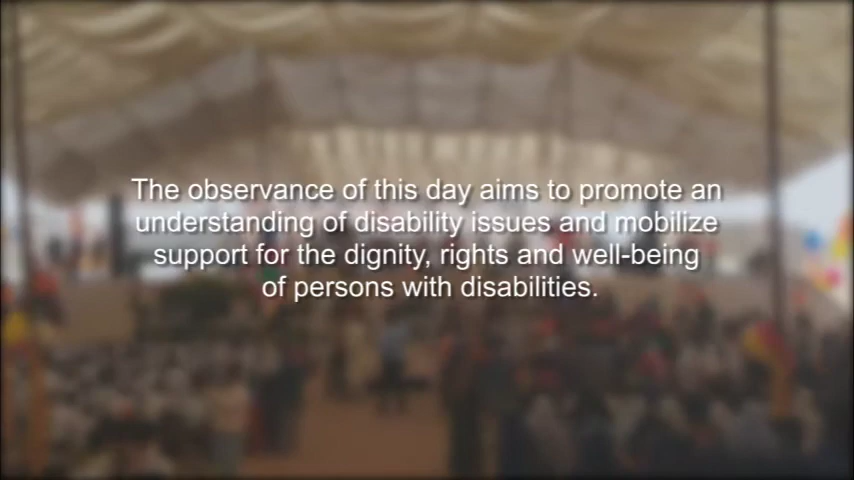 The observance of this day aims to promote an
understanding of disability issues and mobilize
support for the dignity, rights and well-being
of persons with disabilities.